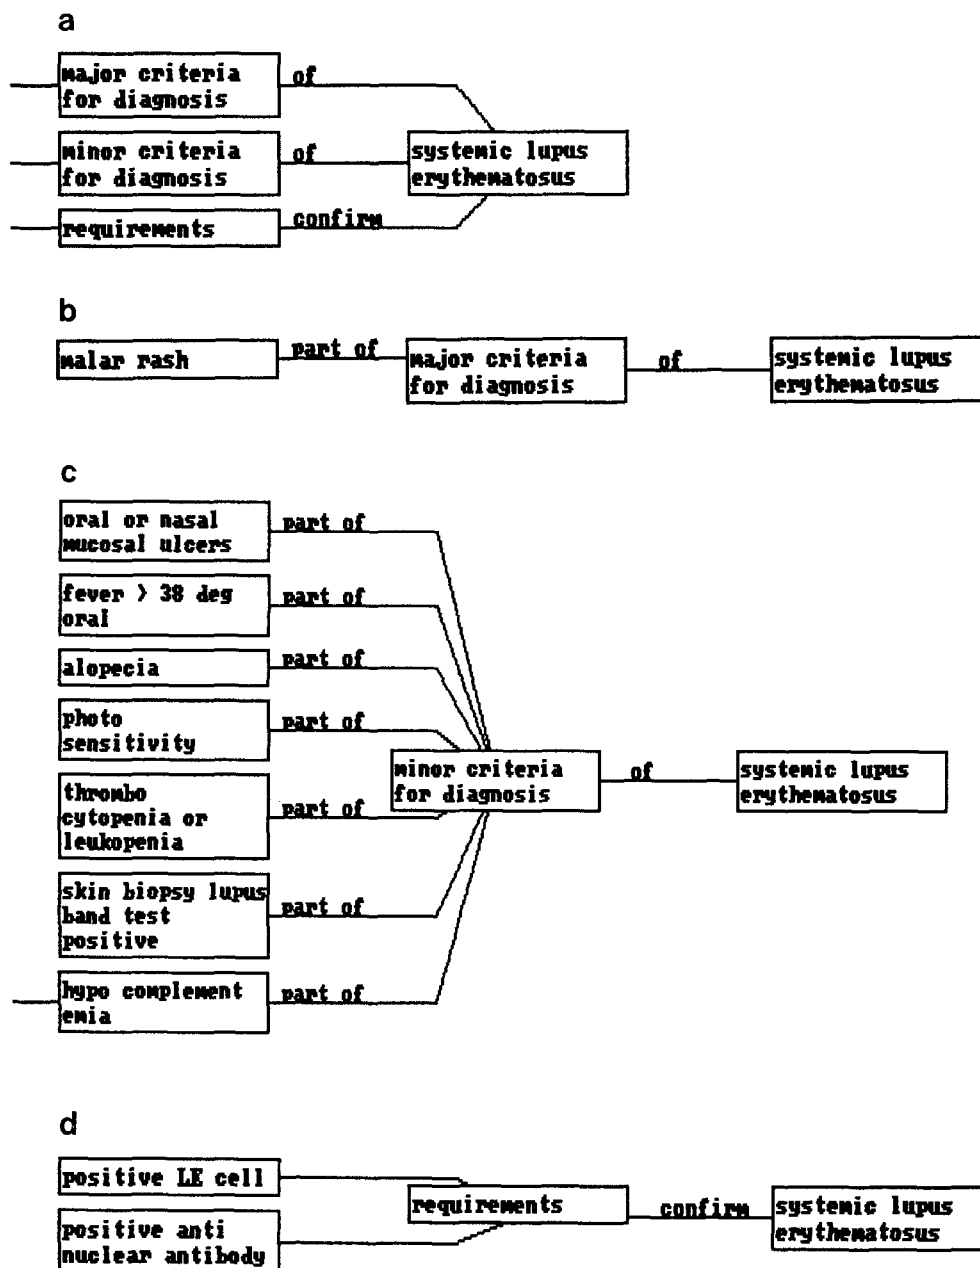 a
major criteria
for diagnosis
of
minor criteria
for diagnosis
of
systemic lupus
erythematosus
requirements
confirm
b
malar rash
part of
major criteria
for diagnosis
of
systemic lupus
erythematosus
c
oral or nasal
mucosal ulcers
part of
fever > 38 deg
oral
part of
alopecia
part of
photo
sensitivity
part of
thrombo
cytopenia or
leukopenia
part of
minor criteria
for diagnosis
of
systemic lupus
erythematosus
skin biopsy lupus
band test
positive
part of
hypo complement
emia
part of
d
positive LE cell
positive anti
nuclear antibody
requirements
confirm
systemic lupus
erythematosus